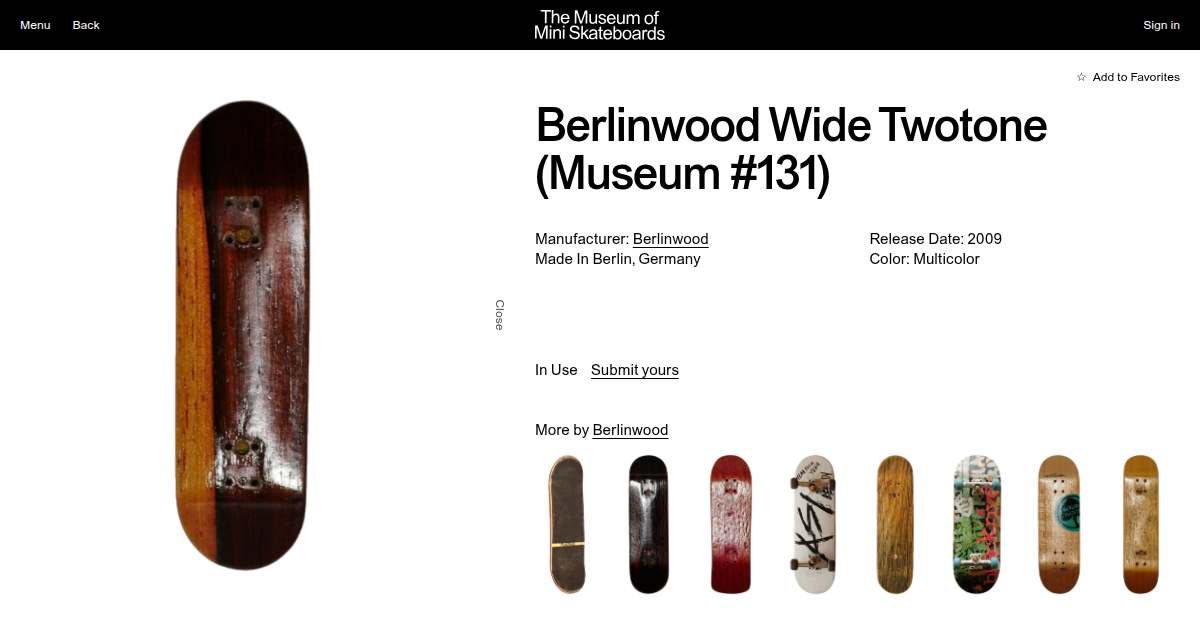 Menu
Back
The Museum of
Mini Skateboards
Sign in
☆ Add to Favorites
Berlinwood Wide Twotone
(Museum #131)
Manufacturer: Berlinwood
Made In Berlin, Germany
Release Date: 2009
Color: Multicolor
Close
In Use
Submit yours
More by Berlinwood